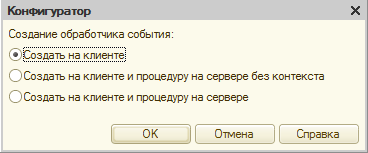 Конфигуратор
Создание обработчика события:
Создать на клиенте
Создать на клиенте и процедуру на сервере без контекста
Создать на клиенте и процедуру на сервере
OK
Отмена
Справка